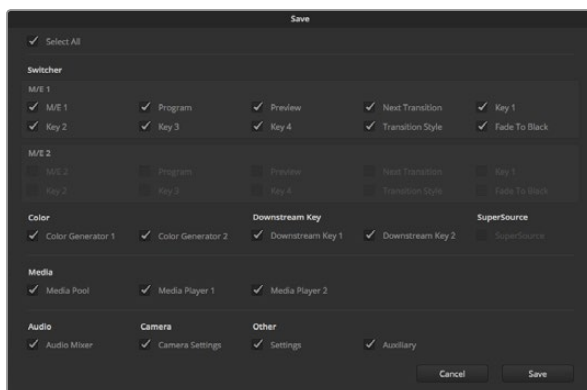 Save
Select All
Switcher
M/E 1
M/E 1 Program Preview Next Transition Key 1
Key 2 Key 3 Key 4 Transition Style Fade To Black
M/E 2
M/E 2 Program Preview Next Transition Key 1
Key 2 Key 3 Key 4 Transition Style Fade To Black
Color Downstream Key SuperSource
Color Generator 1 Color Generator 2 Downstream Key 1 Downstream Key 2 SuperSource
Media
Media Pool Media Player 1 Media Player 2
Audio Camera Other
Audio Mixer Camera Settings Settings Auxiliary
Cancel Save